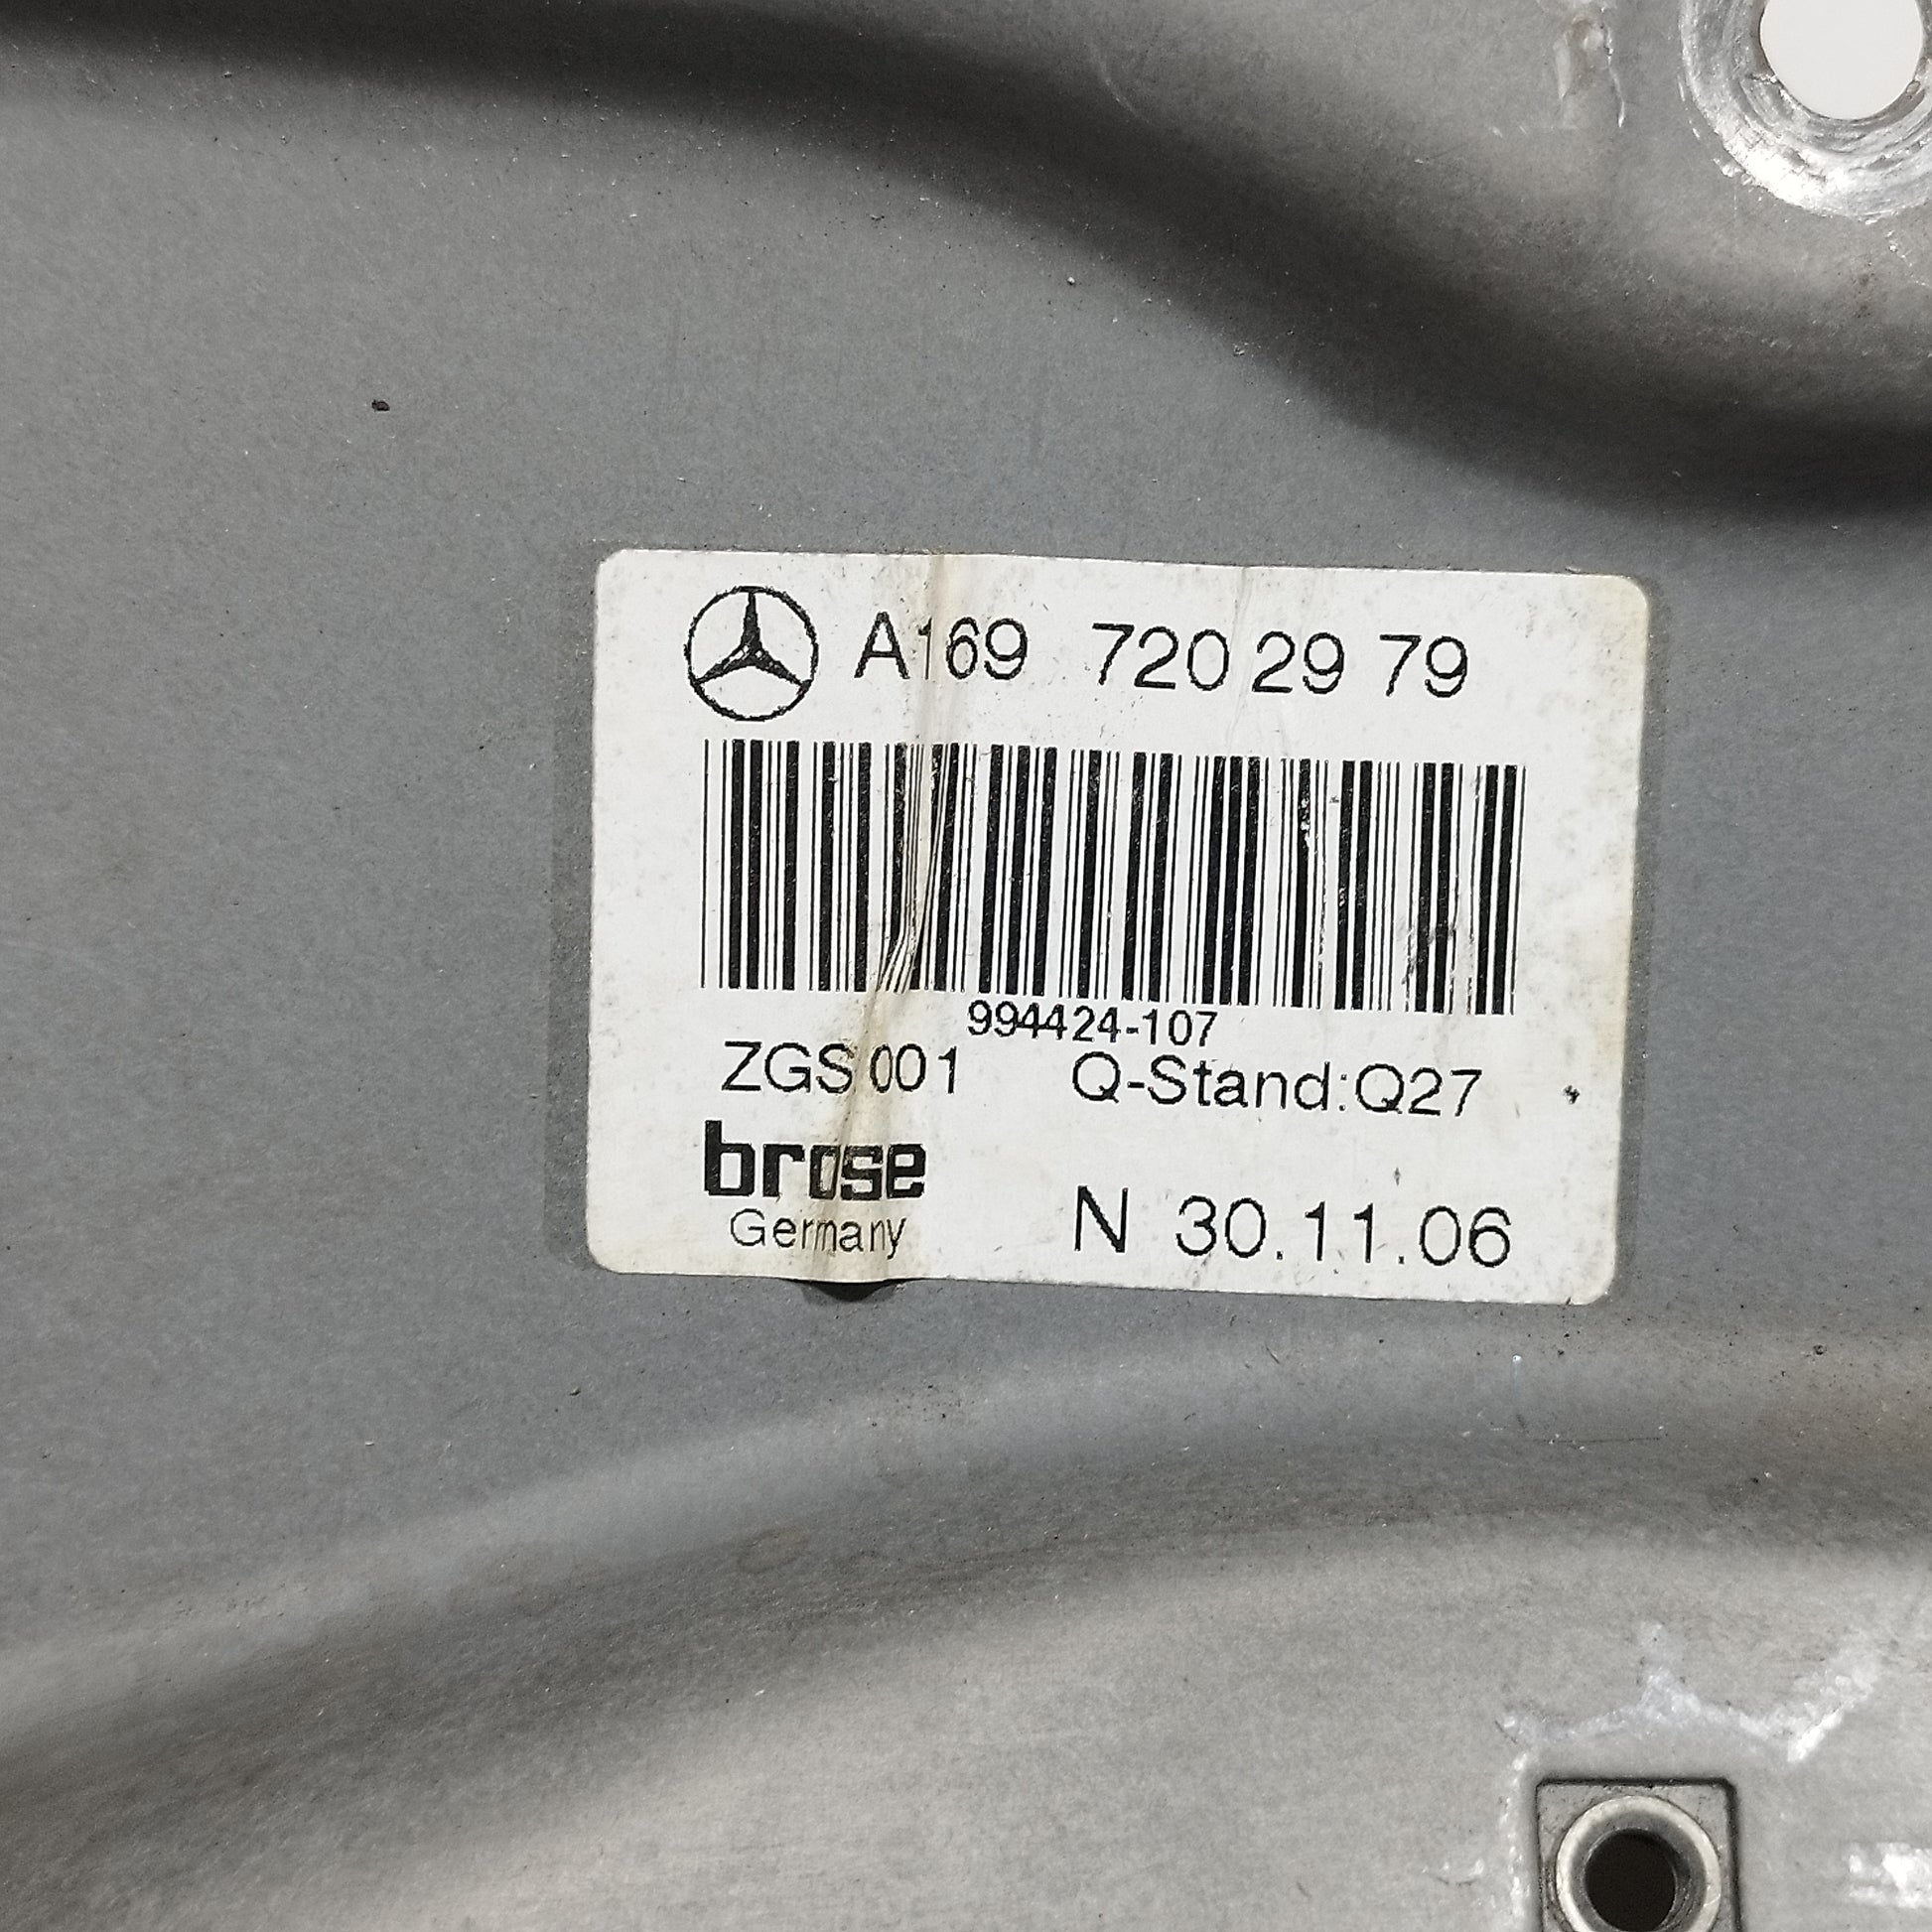 A169 720 29 79
994424-107
ZGS 001 Q-Stand:Q27
brose
Germany
N 30.11.06